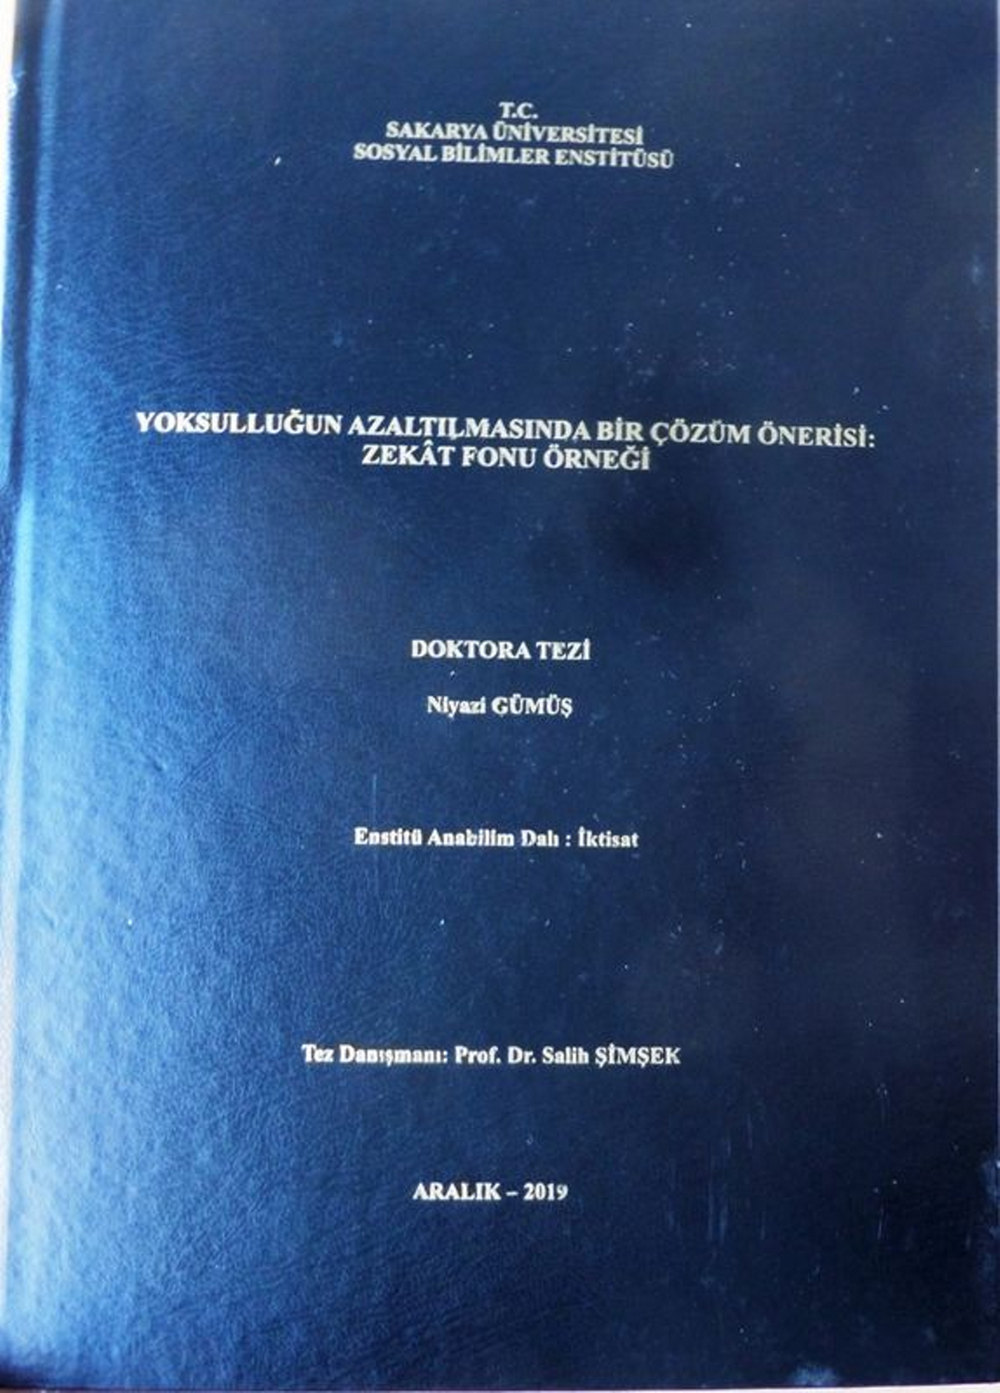 T.C.
SAKARYA ÜNİVERSİTESİ
SOSYAL BİLİMLER ENSTİTÜSÜ
YOKSULLUĞUN AZALTILMASINDA BİR ÇÖZÜM ÖNERİSİ:
ZEKÂT FONU ÖRNEĞİ
DOKTORA TEZİ
Niyazi GÜMÜŞ
Enstitü Anabilim Dalı : İktisat
Tez Danışmanı: Prof. Dr. Salih ŞİMŞEK
ARALIK – 2019